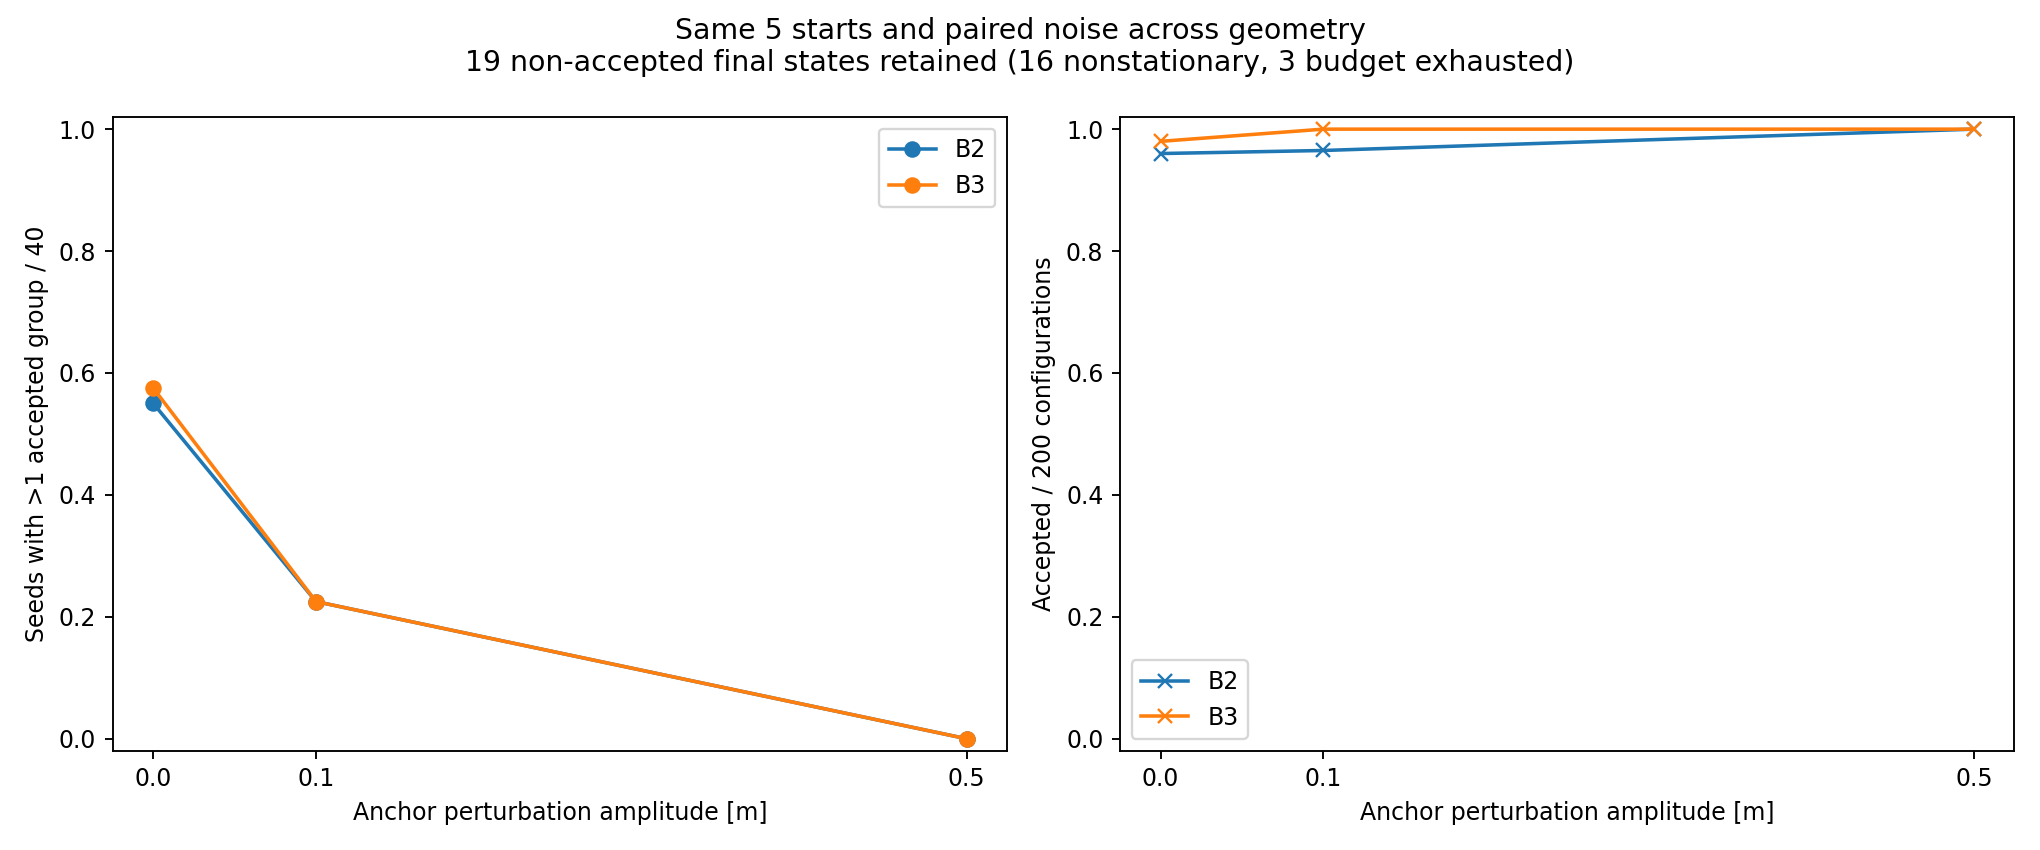 Same 5 starts and paired noise across geometry
19 non-accepted final states retained (16 nonstationary, 3 budget exhausted)
Seeds with >1 accepted group / 40
1.0
0.8
0.6
0.4
0.2
0.0
B2
B3
0.0
0.1
0.5
Anchor perturbation amplitude [m]
Accepted / 200 configurations
1.0
0.8
0.6
0.4
0.2
0.0
B2
B3
0.0
0.1
0.5
Anchor perturbation amplitude [m]